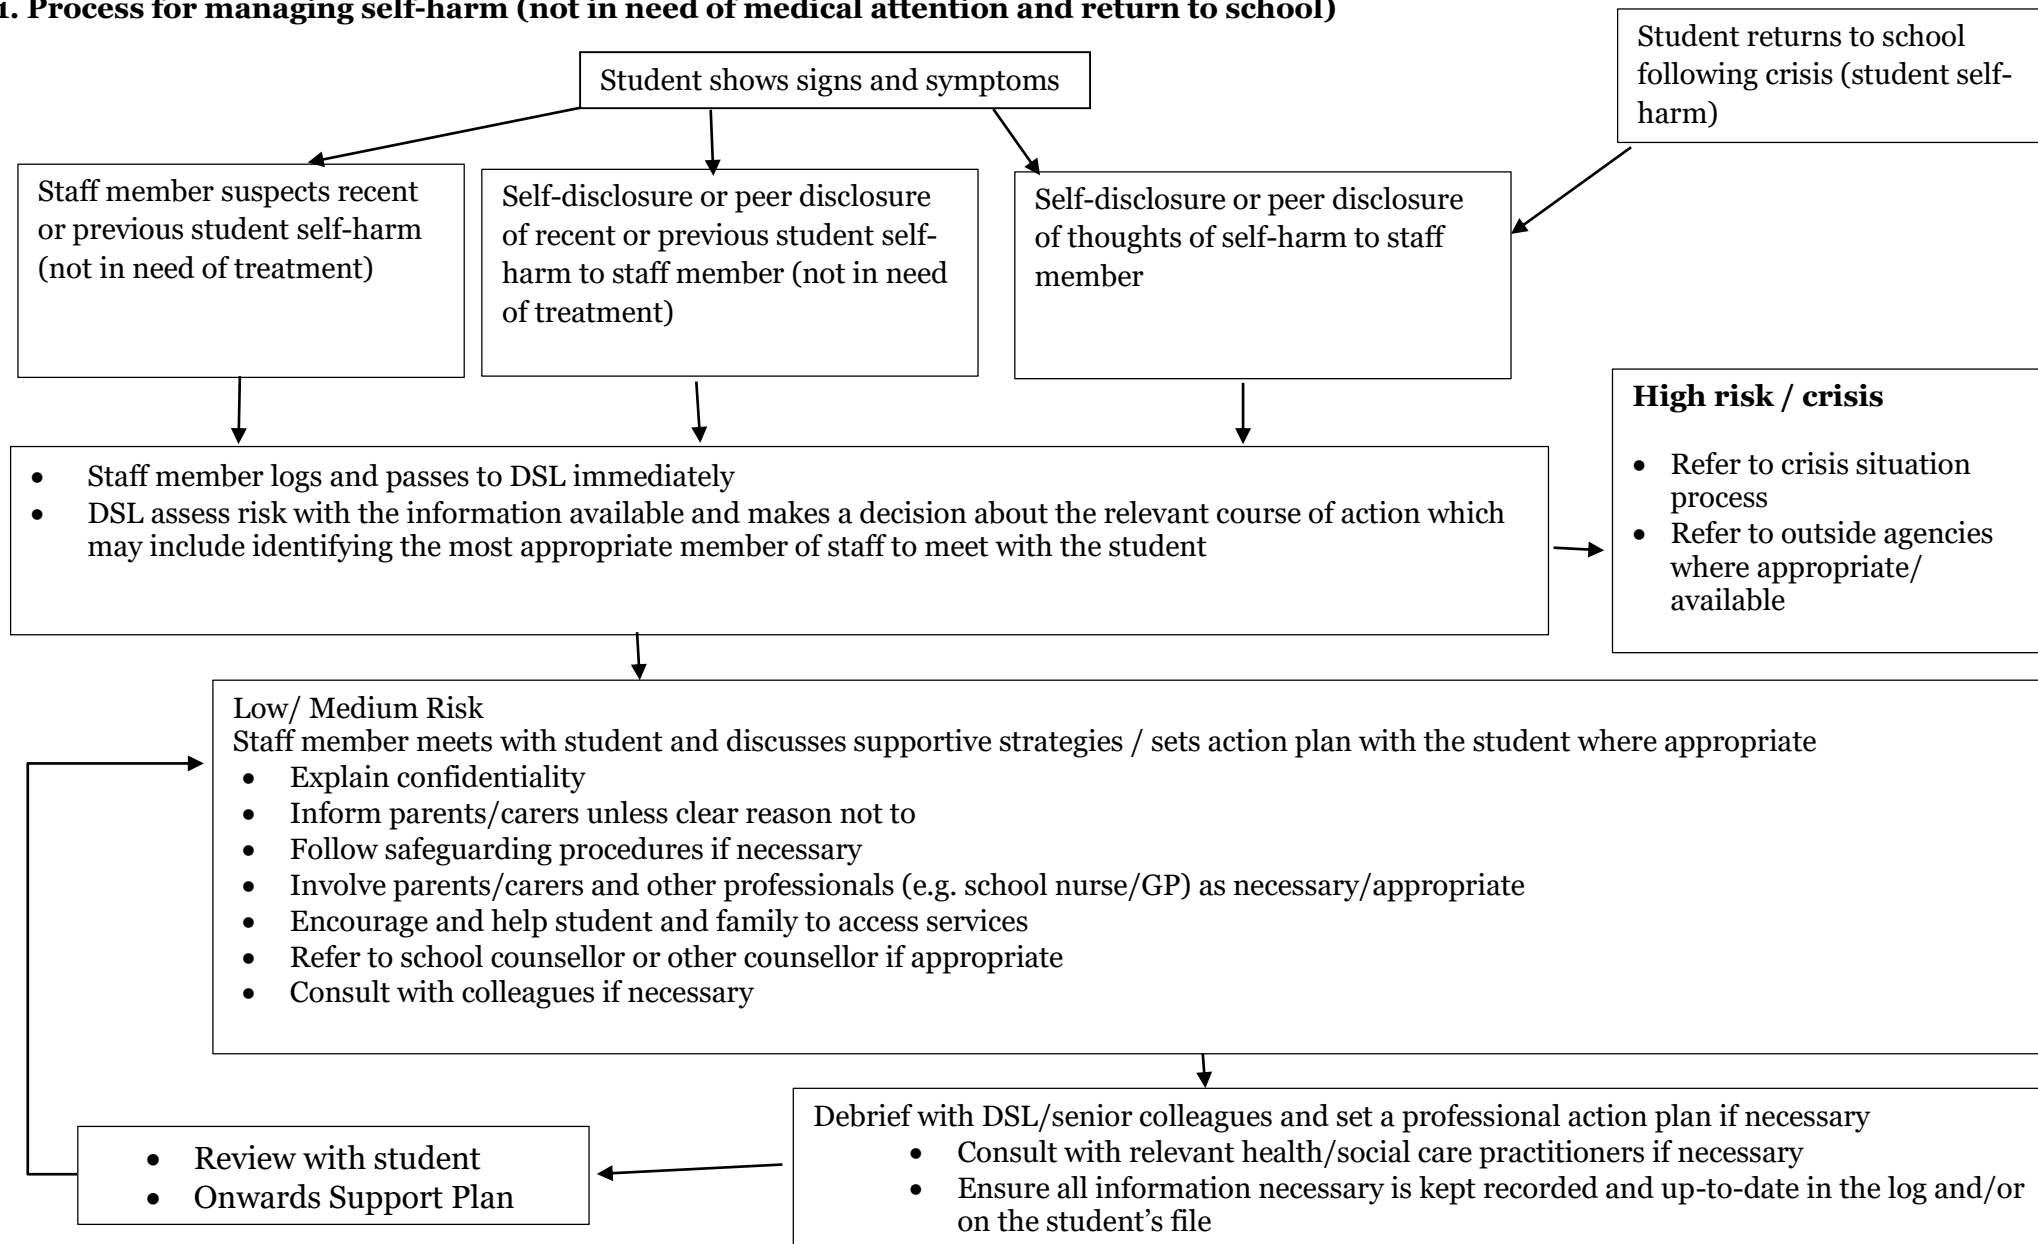 1. Process for managing self-harm (not in need of medical attention and return to school)
Student shows signs and symptoms
Student returns to school
following crisis (student self-
harm)
Staff member suspects recent
or previous student self-harm
(not in need of treatment)
Self-disclosure or peer disclosure
of recent or previous student self-
harm to staff member (not in need
of treatment)
Self-disclosure or peer disclosure
of thoughts of self-harm to staff
member
High risk / crisis
• Refer to crisis situation
process
• Refer to outside agencies
where appropriate/
available
• Staff member logs and passes to DSL immediately
• DSL assess risk with the information available and makes a decision about the relevant course of action which
may include identifying the most appropriate member of staff to meet with the student
Low/ Medium Risk
Staff member meets with student and discusses supportive strategies / sets action plan with the student where appropriate
• Explain confidentiality
• Inform parents/carers unless clear reason not to
• Follow safeguarding procedures if necessary
• Involve parents/carers and other professionals (e.g. school nurse/GP) as necessary/appropriate
• Encourage and help student and family to access services
• Refer to school counsellor or other counsellor if appropriate
• Consult with colleagues if necessary
Debrief with DSL/senior colleagues and set a professional action plan if necessary
• Consult with relevant health/social care practitioners if necessary
• Ensure all information necessary is kept recorded and up-to-date in the log and/or
on the student's file
• Review with student
• Onwards Support Plan